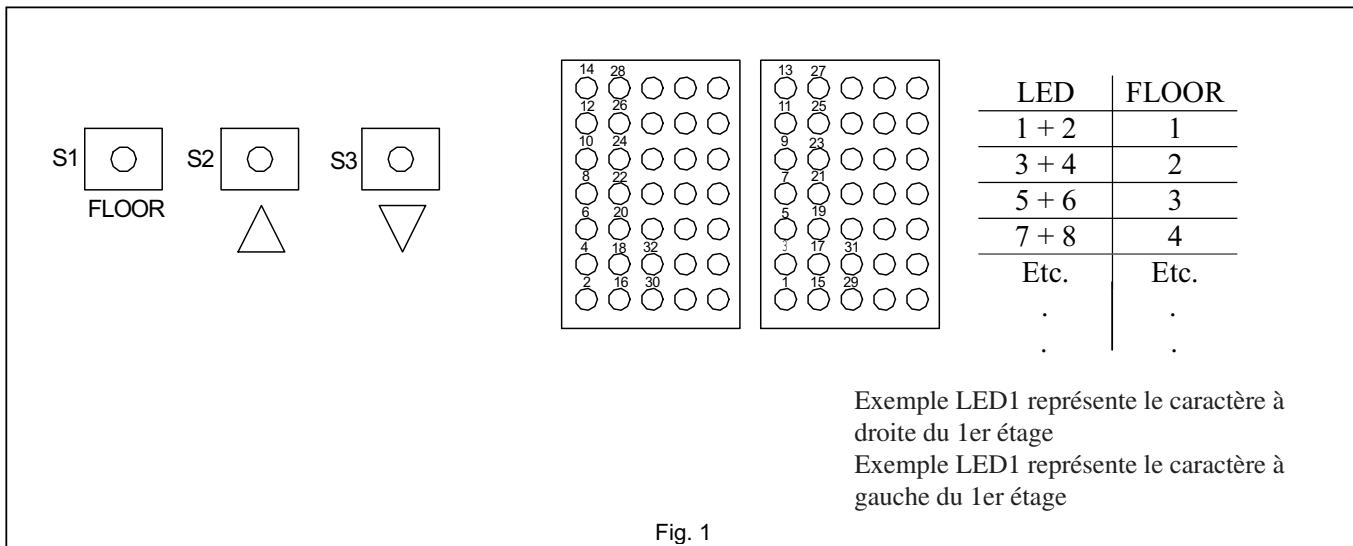 14 28
13 27
12 26
11 25
10 24
9 23
8 22
7 21
6 20
5 19
4 18 32
3 17 31
2 16 30
1 15 29
S1
S2
S3
FLOOR
LED FLOOR
1 + 2 1
3 + 4 2
5 + 6 3
7 + 8 4
Etc. Etc.
. .
. .
Exemple LED1 représente le caractère à
droite du 1er étage
Exemple LED1 représente le caractère à
gauche du 1er étage
Fig. 1